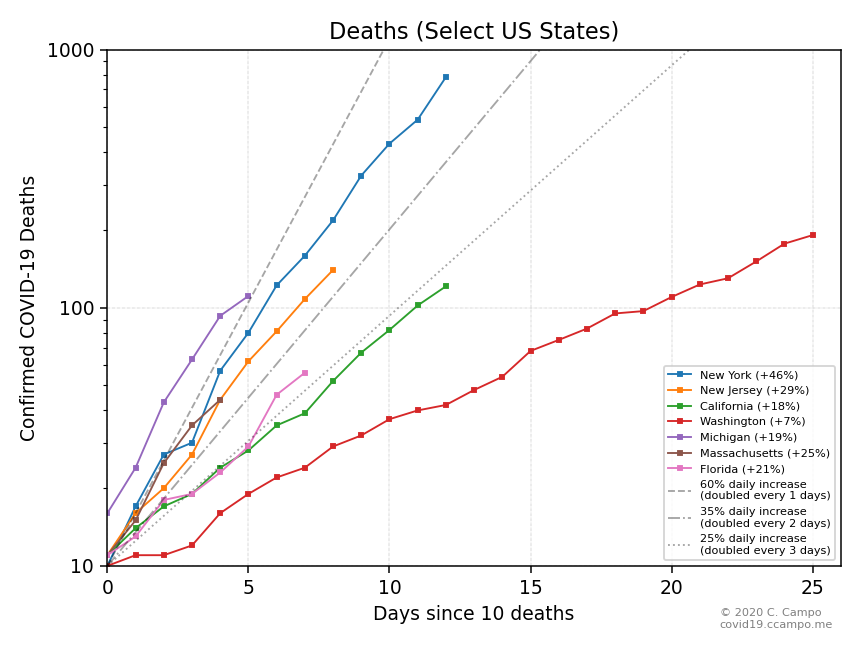 Deaths (Select US States)
1000
100
10
Confirmed COVID-19 Deaths
0 5 10 15 20 25
Days since 10 deaths
New York (+46%)
New Jersey (+29%)
California (+18%)
Washington (+7%)
Michigan (+19%)
Massachusetts (+25%)
Florida (+21%)
60% daily increase
(doubled every 1 days)
35% daily increase
(doubled every 2 days)
25% daily increase
(doubled every 3 days)
© 2020 C. Campo
covid19.ccampo.me